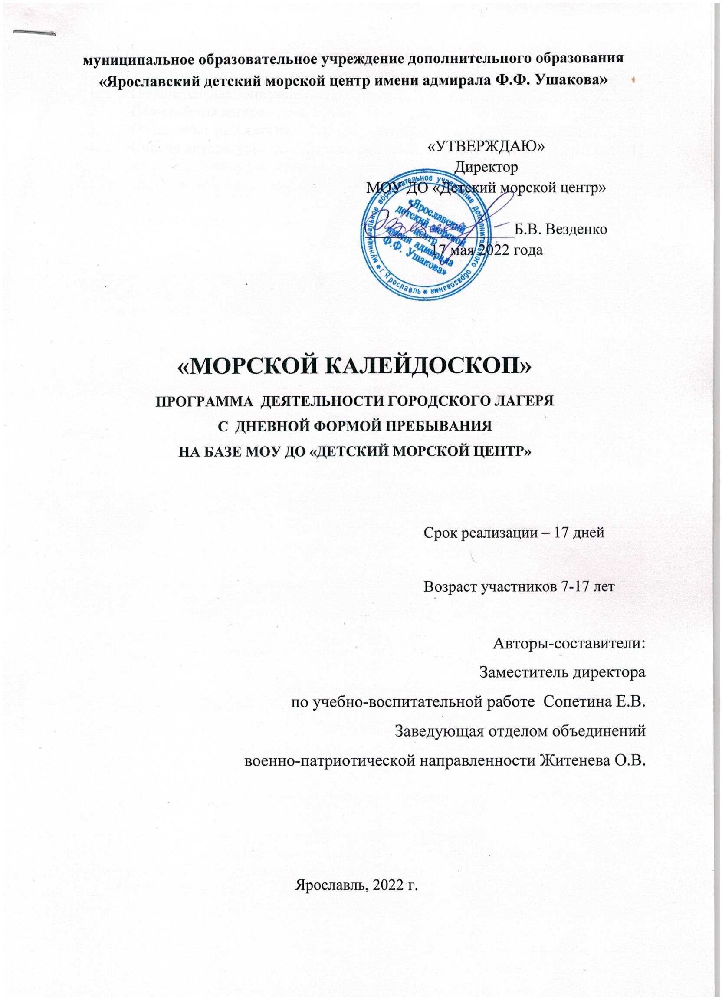 муниципальное образовательное учреждение дополнительного образования
«Ярославский детский морской центр имени адмирала Ф.Ф. Ушакова»
«УТВЕРЖДАЮ»
Директор
МОУ ДО «Детский морской центр»
Б.В. Везденко
17 мая 2022 года
муниципальное образовательное учреждение дополнительного образования * г Ярославль *
«Ярославский
детский морской
центр
имени адмирала
Ф.Ф. Ушакова»
«МОРСКОЙ КАЛЕЙДОСКОП»
ПРОГРАММА ДЕЯТЕЛЬНОСТИ ГОРОДСКОГО ЛАГЕРЯ
С ДНЕВНОЙ ФОРМОЙ ПРЕБЫВАНИЯ
НА БАЗЕ МОУ ДО «ДЕТСКИЙ МОРСКОЙ ЦЕНТР»
Срок реализации – 17 дней
Возраст участников 7-17 лет
Авторы-составители:
Заместитель директора
по учебно-воспитательной работе Сопетина Е.В.
Заведующая отделом объединений
военно-патриотической направленности Житенева О.В.
Ярославль, 2022 г.